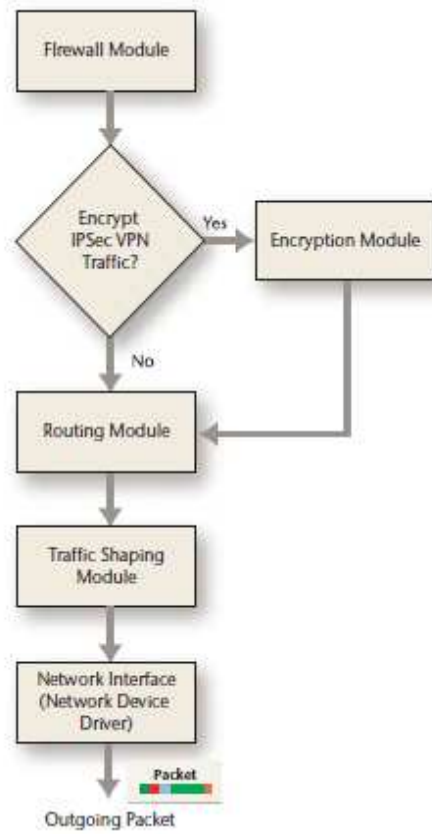 Firewall Module
Encrypt
IPSec VPN
Traffic?
Yes
Encryption Module
No
Routing Module
Traffic Shaping
Module
Network Interface
(Network Device
Driver)
Packet
Outgoing Packet